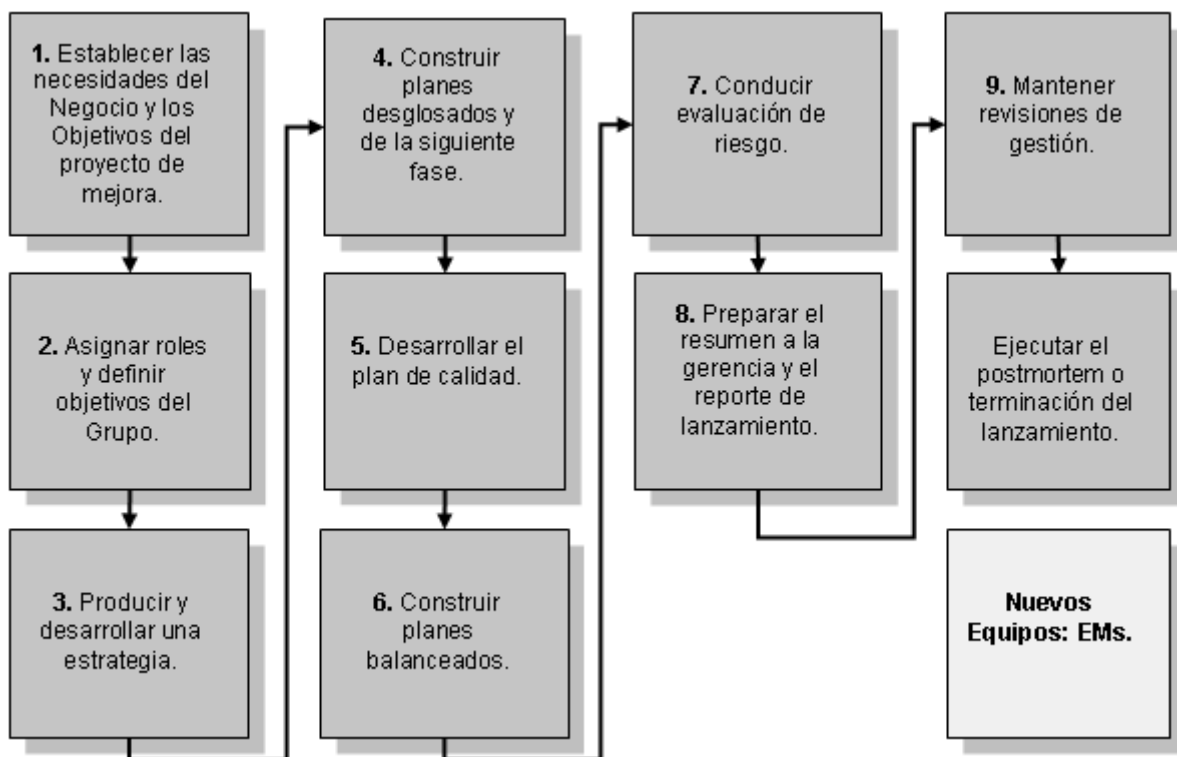 1. Establecer las
necesidades del
Negocio y los
Objetivos del
proyecto de
mejora.
2. Asignar roles
y definir
objetivos del
Grupo.
3. Producir y
desarrollar una
estrategia.
4. Construir
planes
desglosados y
de la siguiente
fase.
5. Desarrollar el
plan de calidad.
6. Construir
planes
balanceados.
7. Conducir
evaluación de
riesgo.
8. Preparar el
resumen a la
gerencia y el
reporte de
lanzamiento.
9. Mantener
revisiones de
gestión.
Ejecutar el
postmortem o
terminación del
lanzamiento.
Nuevos
Equipos: EMs.